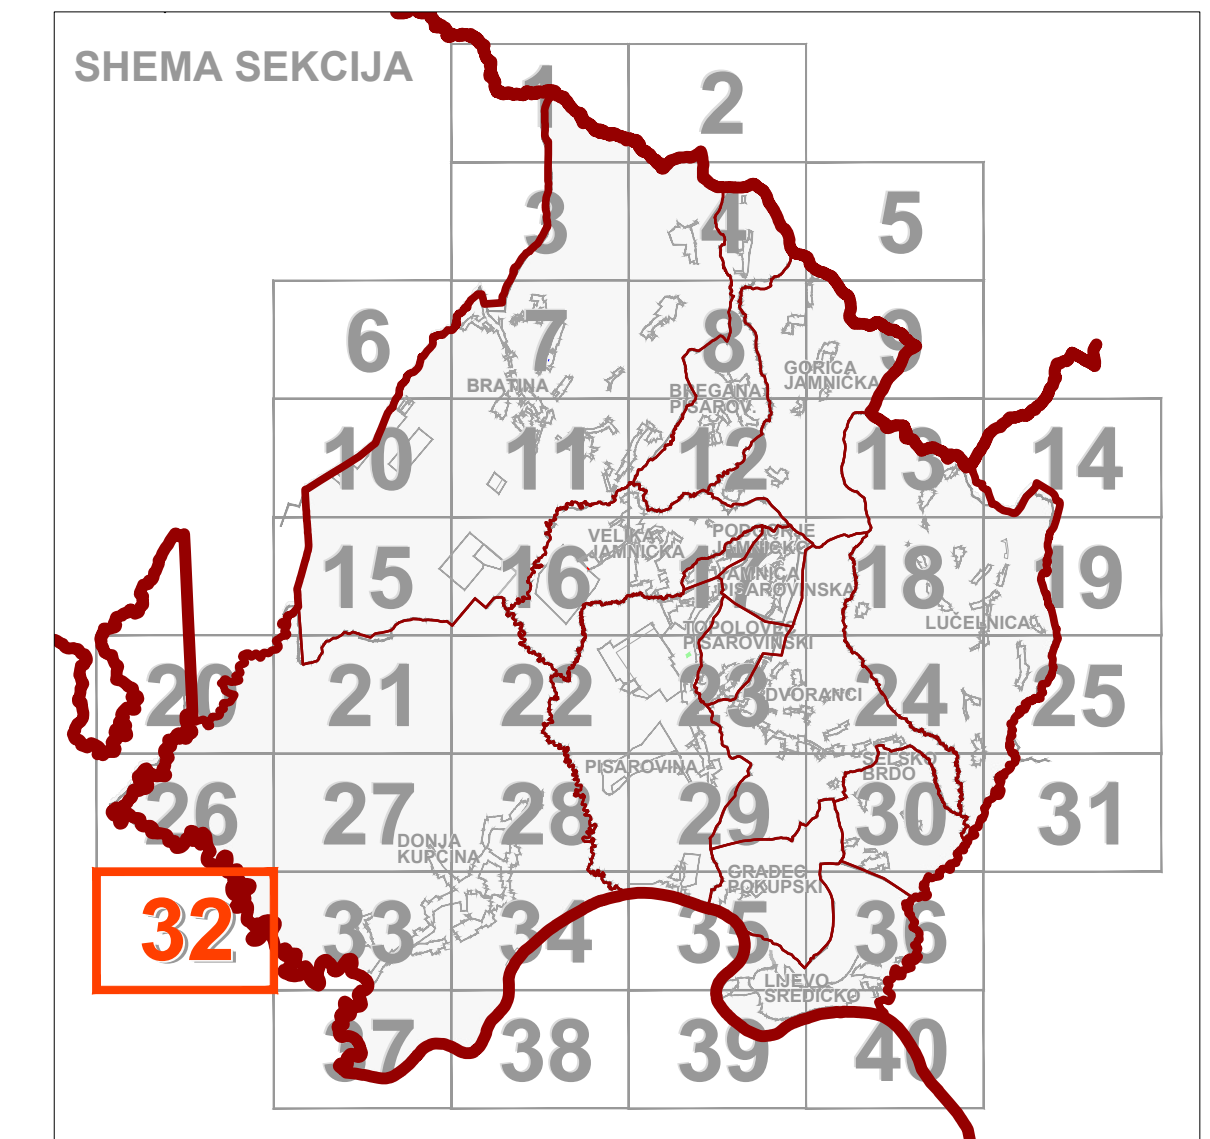 SHEMA SEKCIJA
1
2
3
4
5
6
7
8
9
BRATINA
BREGANA
PISAROV.
GORICA
JAMNIČKA
10
11
12
13
14
VELIKA
JAMNIČKA
PODGORJE
JAMNIČKO
JAMNICA
PISAROVINSKA
15
16
17
18
19
LUČELNICA
TOPOLOVEC
PISAROVINSKI
20
21
22
23
24
25
DVORANCI
PISAROVINA
SELSKO
BRDO
26
27
28
29
30
31
DONJA
KUPČINA
GRADEC
POKUPSKI
32
33
34
35
36
LIJEVO
SREDIČKO
37
38
39
40